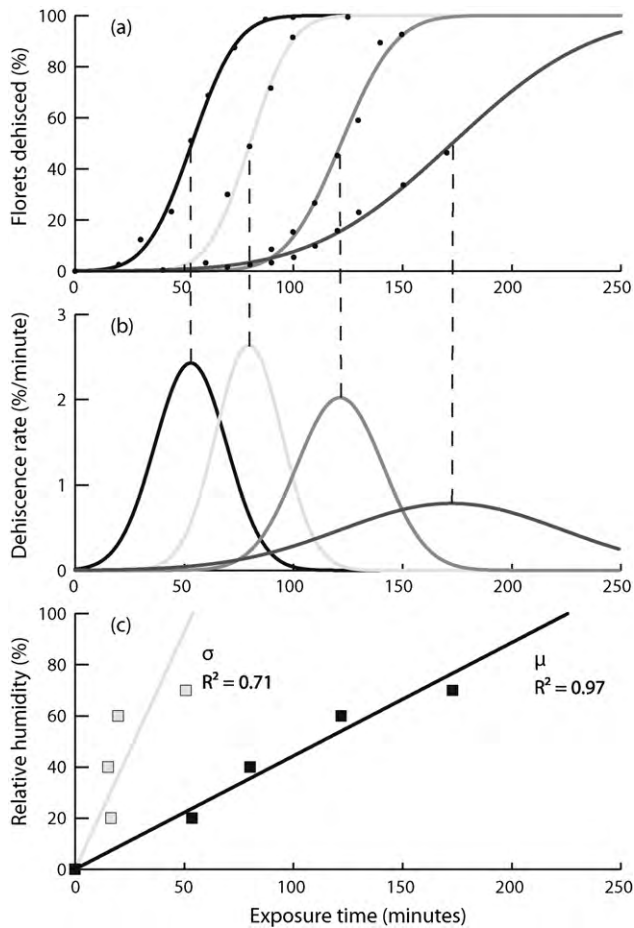 (a)
Florets dehisced (%)
100
80
60
40
20
0
0 50 100 150 200 250
(b)
Dehiscence rate (%/minute)
3
2
1
0
0 50 100 150 200 250
(c)
Relative humidity (%)
100
80
60
40
20
0
σ
R² = 0.71
μ
R² = 0.97
0 50 100 150 200 250
Exposure time (minutes)